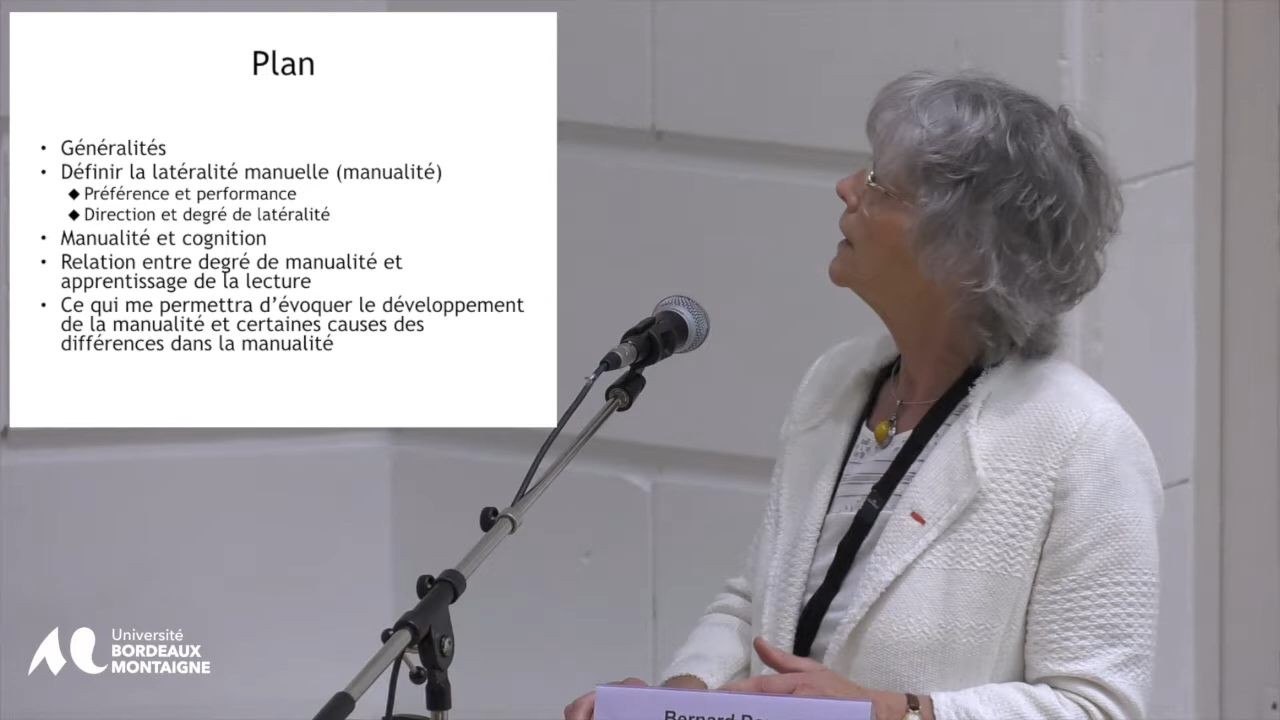 Plan
• Généralités
• Définir la latéralité manuelle (manualité)
◆ Préférence et performance
◆ Direction et degré de latéralité
• Manualité et cognition
• Relation entre degré de manualité et
apprentissage de la lecture
• Ce qui me permettra d’évoquer le développement
de la manualité et certaines causes des
différences dans la manualité
Université
BORDEAUX
MONTAIGNE
Bernard